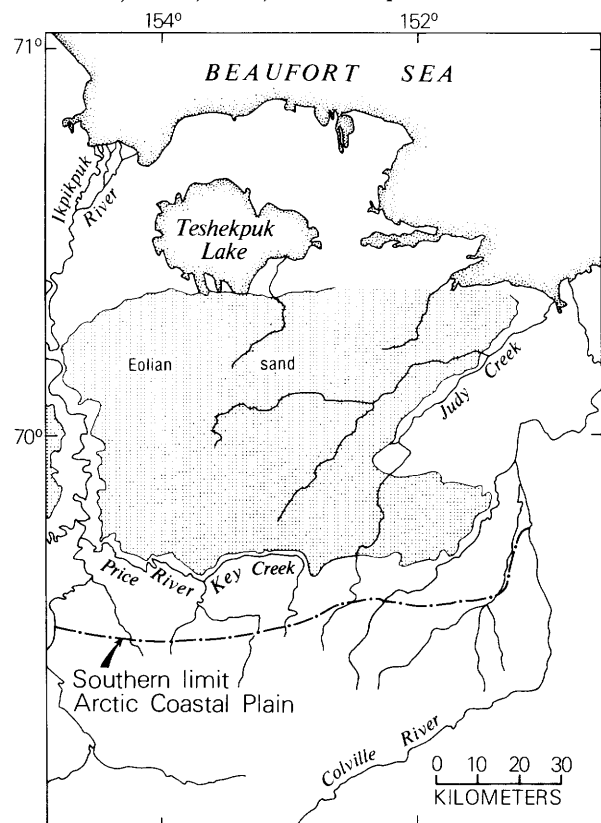 154° 152°
71°
BEAUFORT SEA
Ikpikpuk
River
Teshekpuk
Lake
Eolian sand
Judy Creek
70°
Price River Key Creek
Southern limit
Arctic Coastal Plain
Colville River
0 10 20 30
KILOMETERS